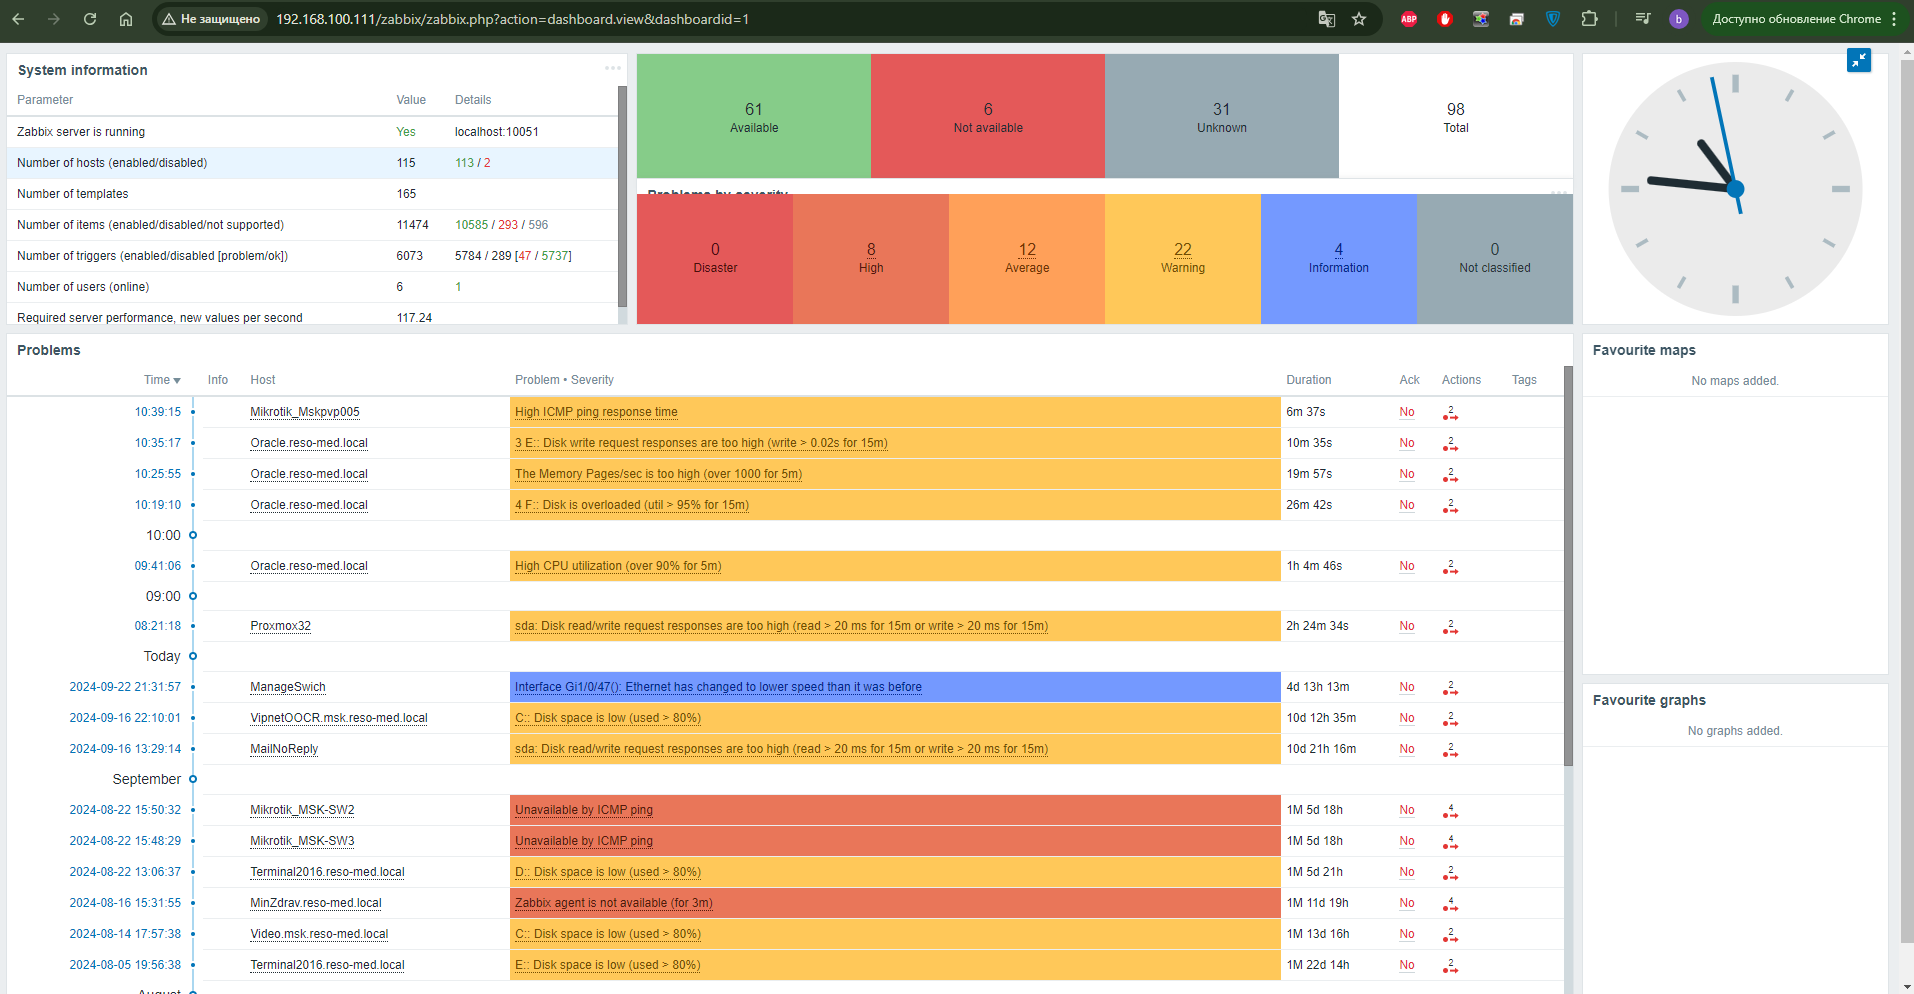 Не защищено
192.168.100.111/zabbix/zabbix.php?action=dashboard.view&dashboardid=1
ABP
b
Доступно обновление Chrome
System information
Parameter Value Details
Zabbix server is running Yes localhost:10051
Number of hosts (enabled/disabled) 115 113 / 2
Number of templates 165
Number of items (enabled/disabled/not supported) 11474 10585 / 293 / 596
Number of triggers (enabled/disabled [problem/ok]) 6073 5784 / 289 [47 / 5737]
Number of users (online) 6 1
Required server performance, new values per second 117.24
61
Available
6
Not available
31
Unknown
98
Total
Problems by severity
0
Disaster
8
High
12
Average
22
Warning
4
Information
0
Not classified
Problems
Time Info Host Problem • Severity Duration Ack Actions Tags
10:39:15 Mikrotik_Mskpvp005 High ICMP ping response time 6m 37s No 2
10:35:17 Oracle.reso-med.local 3 E:: Disk write request responses are too high (write > 0.02s for 15m) 10m 35s No 2
10:25:55 Oracle.reso-med.local The Memory Pages/sec is too high (over 1000 for 5m) 19m 57s No 2
10:19:10 Oracle.reso-med.local 4 F:: Disk is overloaded (util > 95% for 15m) 26m 42s No 2
10:00
09:41:06 Oracle.reso-med.local High CPU utilization (over 90% for 5m) 1h 4m 46s No 2
09:00
08:21:18 Proxmox32 sda: Disk read/write request responses are too high (read > 20 ms for 15m or write > 20 ms for 15m) 2h 24m 34s No 2
Today
2024-09-22 21:31:57 ManageSwich Interface Gi1/0/47(): Ethernet has changed to lower speed than it was before 4d 13h 13m No 2
2024-09-16 22:10:01 VipnetOOCR.msk.reso-med.local C:: Disk space is low (used > 80%) 10d 12h 35m No 2
2024-09-16 13:29:14 MailNoReply sda: Disk read/write request responses are too high (read > 20 ms for 15m or write > 20 ms for 15m) 10d 21h 16m No 2
September
2024-08-22 15:50:32 Mikrotik_MSK-SW2 Unavailable by ICMP ping 1M 5d 18h No 4
2024-08-22 15:48:29 Mikrotik_MSK-SW3 Unavailable by ICMP ping 1M 5d 18h No 4
2024-08-22 13:06:37 Terminal2016.reso-med.local D:: Disk space is low (used > 80%) 1M 5d 21h No 2
2024-08-16 15:31:55 MinZdrav.reso-med.local Zabbix agent is not available (for 3m) 1M 11d 19h No 4
2024-08-14 17:57:38 Video.msk.reso-med.local C:: Disk space is low (used > 80%) 1M 13d 16h No 2
2024-08-05 19:56:38 Terminal2016.reso-med.local E:: Disk space is low (used > 80%) 1M 22d 14h No 2
August
Favourite maps
No maps added.
Favourite graphs
No graphs added.